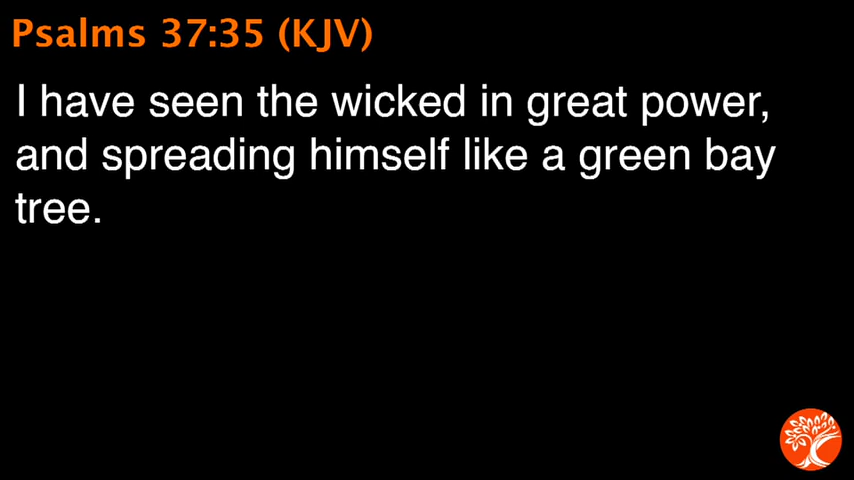 Psalms 37:35 (KJV)
I have seen the wicked in great power,
and spreading himself like a green bay
tree.